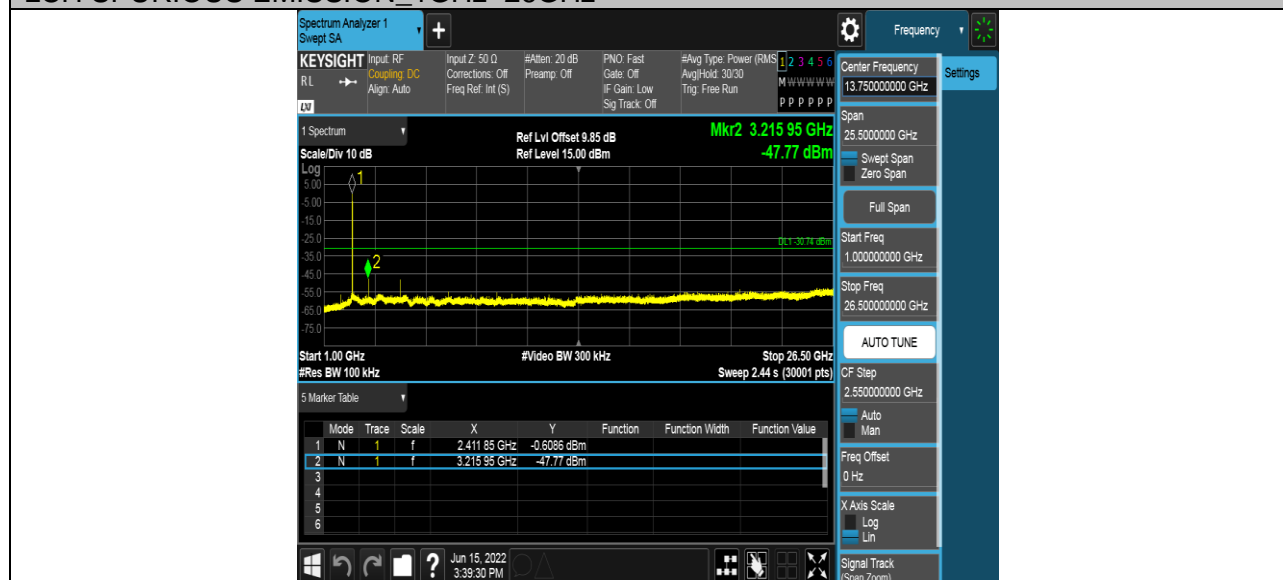 Spectrum Analyzer 1
Swept SA
+
Frequency
KEYSIGHT
RL
LXI
Input: RF
Coupling: DC
Align: Auto
Input Z: 50 Ω
Corrections: Off
Freq Ref: Int (S)
#Atten: 20 dB
Preamp: Off
PNO: Fast
Gate: Off
IF Gain: Low
Sig Track: Off
#Avg Type: Power (RMS
Avg|Hold: 30/30
Trig: Free Run
1 2 3 4 5 6
M W W W W W
P P P P P P
1 Spectrum
Scale/Div 10 dB
Ref Lvl Offset 9.85 dB
Ref Level 15.00 dBm
Mkr2 3.215 95 GHz
-47.77 dBm
Log
5.00
-5.00
-15.0
-25.0
-35.0
-45.0
-55.0
-65.0
-75.0
1
2
DL1 -30.74 dBm
Start 1.00 GHz
#Res BW 100 kHz
#Video BW 300 kHz
Stop 26.50 GHz
Sweep 2.44 s (30001 pts)
5 Marker Table
Mode Trace Scale X Y Function Function Width Function Value
1 N 1 f 2.411 85 GHz -0.6086 dBm
2 N 1 f 3.215 95 GHz -47.77 dBm
3
4
5
6
?
Jun 15, 2022
3:39:30 PM
Center Frequency
13.750000000 GHz
Settings
Span
25.5000000 GHz
Swept Span
Zero Span
Full Span
Start Freq
1.000000000 GHz
Stop Freq
26.500000000 GHz
AUTO TUNE
CF Step
2.550000000 GHz
Auto
Man
Freq Offset
0 Hz
X Axis Scale
Log
Lin
Signal Track
(Span Zoom)